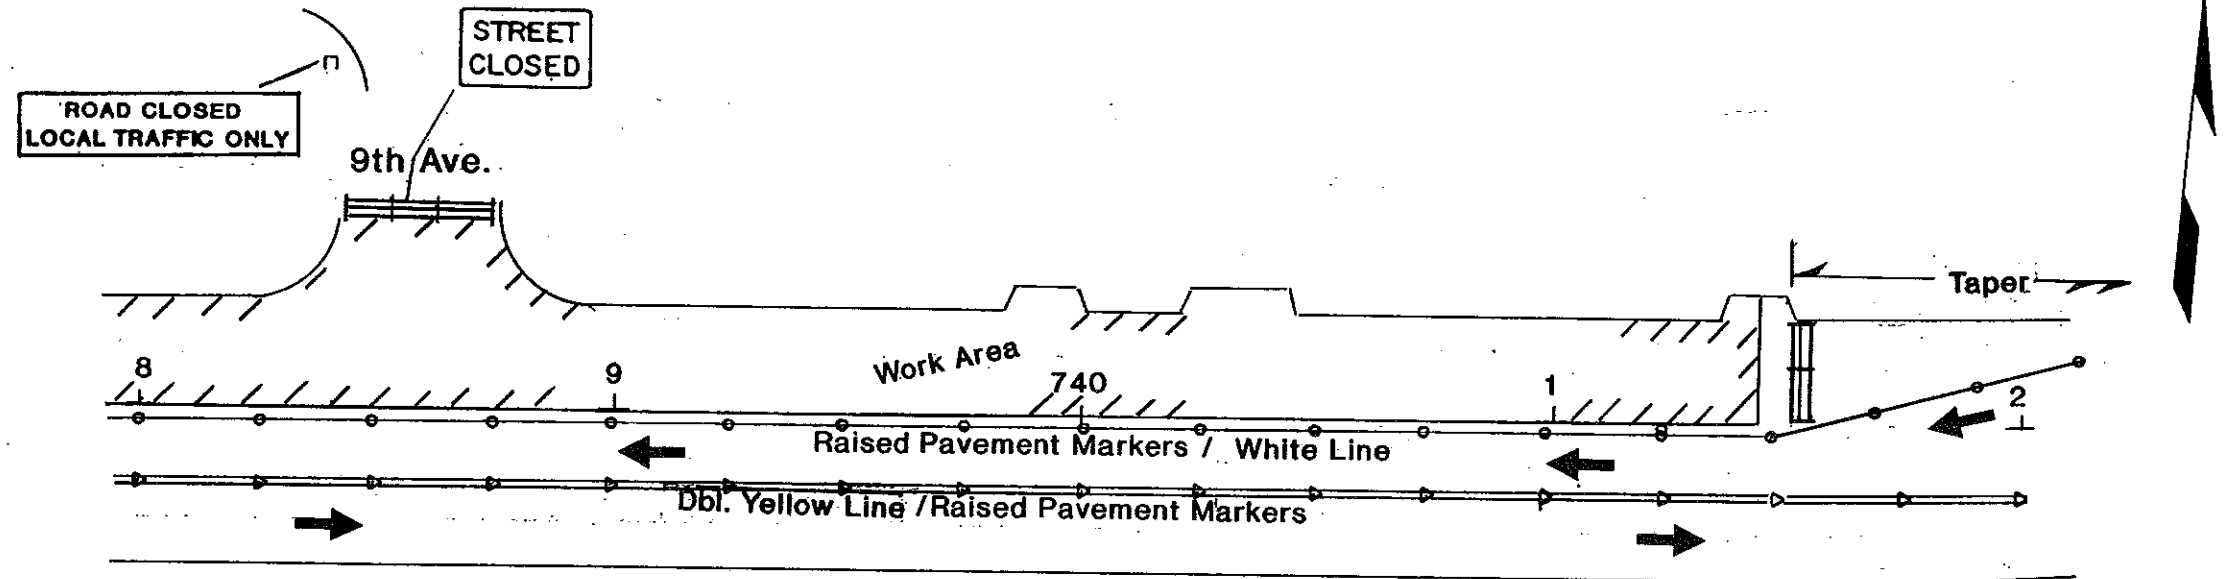 STREET
CLOSED
ROAD CLOSED
LOCAL TRAFFIC ONLY
9th Ave.
Taper
Work Area
8
9
740
1
2
Raised Pavement Markers / White Line
Dbl. Yellow Line / Raised Pavement Markers